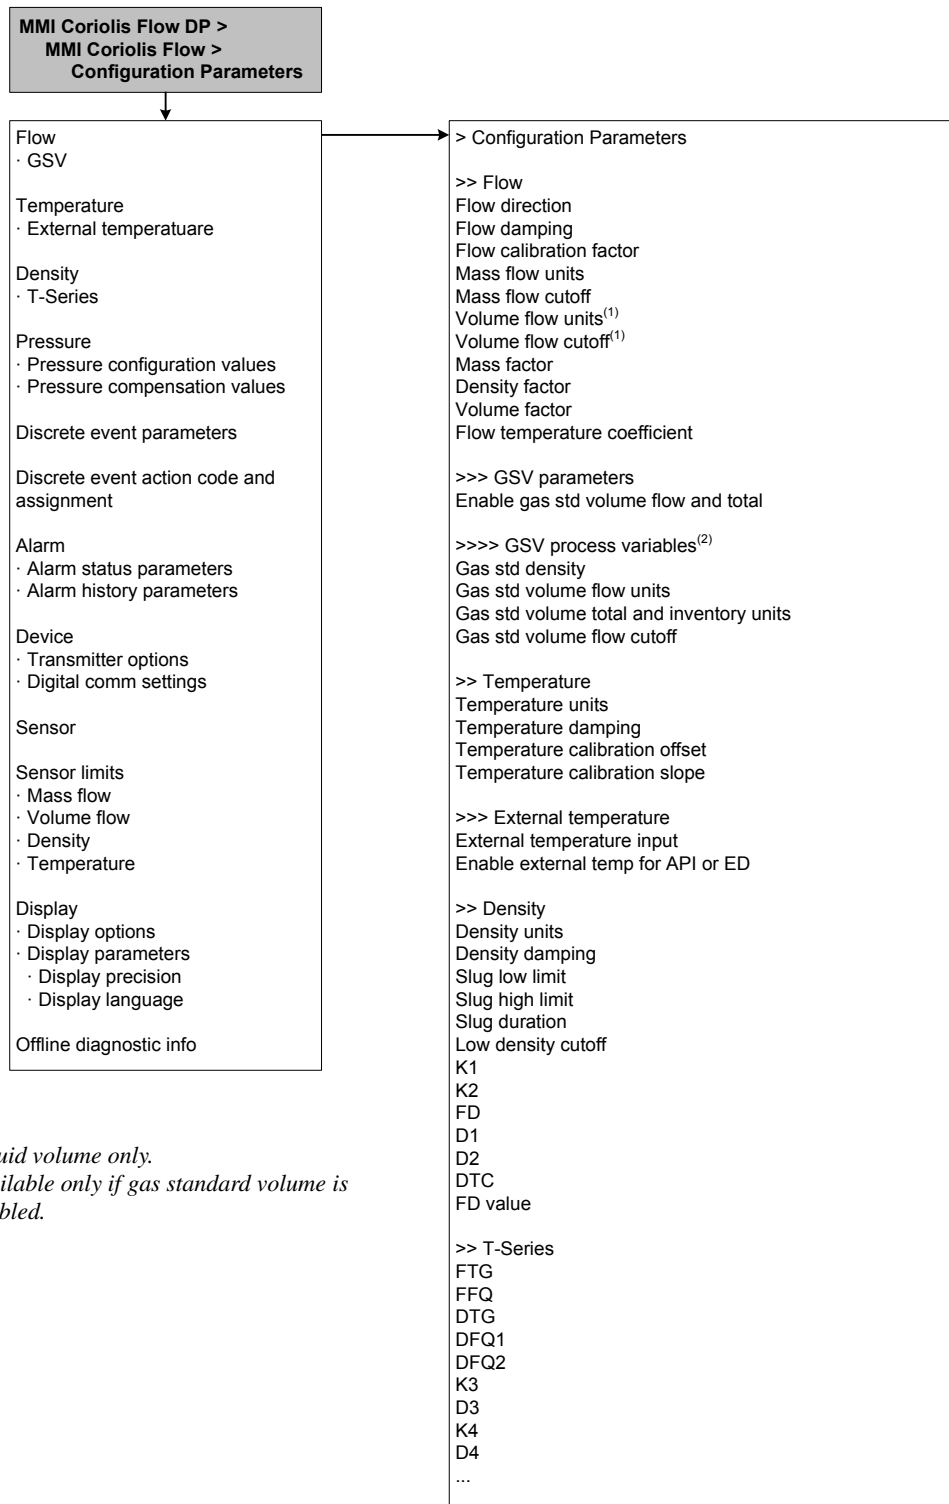 MMI Coriolis Flow DP >
MMI Coriolis Flow >
Configuration Parameters
Flow
· GSV
Temperature
· External temperatuare
Density
· T-Series
Pressure
· Pressure configuration values
· Pressure compensation values
Discrete event parameters
Discrete event action code and
assignment
Alarm
· Alarm status parameters
· Alarm history parameters
Device
· Transmitter options
· Digital comm settings
Sensor
Sensor limits
· Mass flow
· Volume flow
· Density
· Temperature
Display
· Display options
· Display parameters
· Display precision
· Display language
Offline diagnostic info
> Configuration Parameters
>> Flow
Flow direction
Flow damping
Flow calibration factor
Mass flow units
Mass flow cutoff
Volume flow units(1)
Volume flow cutoff(1)
Mass factor
Density factor
Volume factor
Flow temperature coefficient
>>> GSV parameters
Enable gas std volume flow and total
>>>> GSV process variables(2)
Gas std density
Gas std volume flow units
Gas std volume total and inventory units
Gas std volume flow cutoff
>> Temperature
Temperature units
Temperature damping
Temperature calibration offset
Temperature calibration slope
>>> External temperature
External temperature input
Enable external temp for API or ED
>> Density
Density units
Density damping
Slug low limit
Slug high limit
Slug duration
Low density cutoff
K1
K2
FD
D1
D2
DTC
FD value
>> T-Series
FTG
FFQ
DTG
DFQ1
DFQ2
K3
D3
K4
D4
...
volume only.
only if gas standard volume is